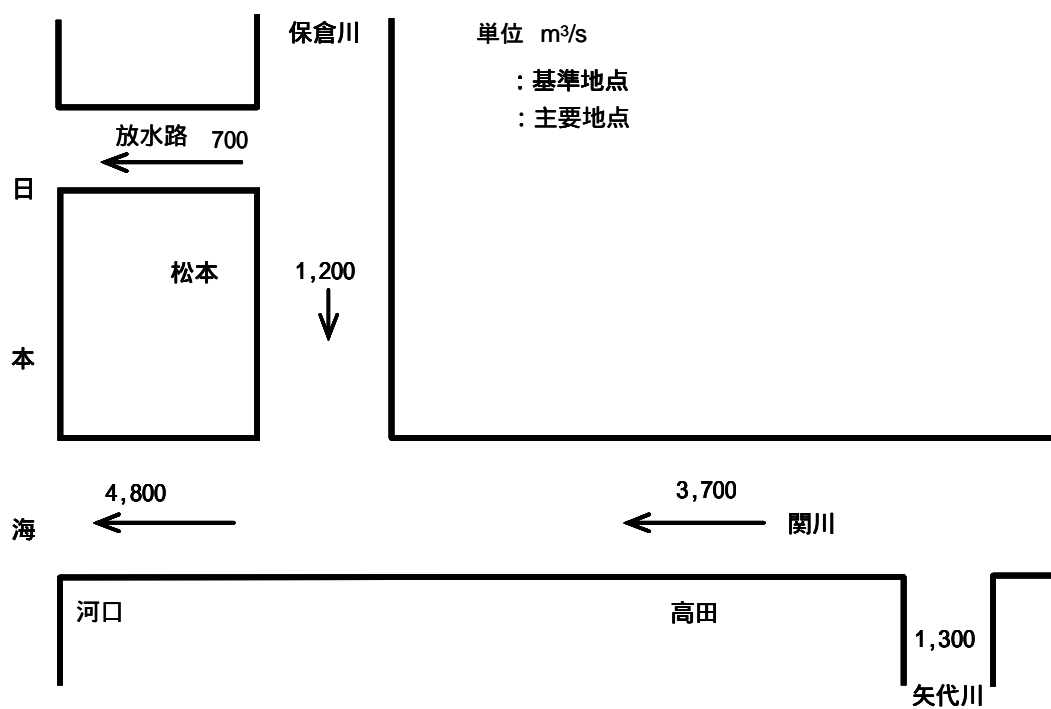 保倉川
単位 m³/s
：基準地点
：主要地点
放水路 700
日
本
海
松本
1,200
4,800
3,700
関川
河口
高田
1,300
矢代川